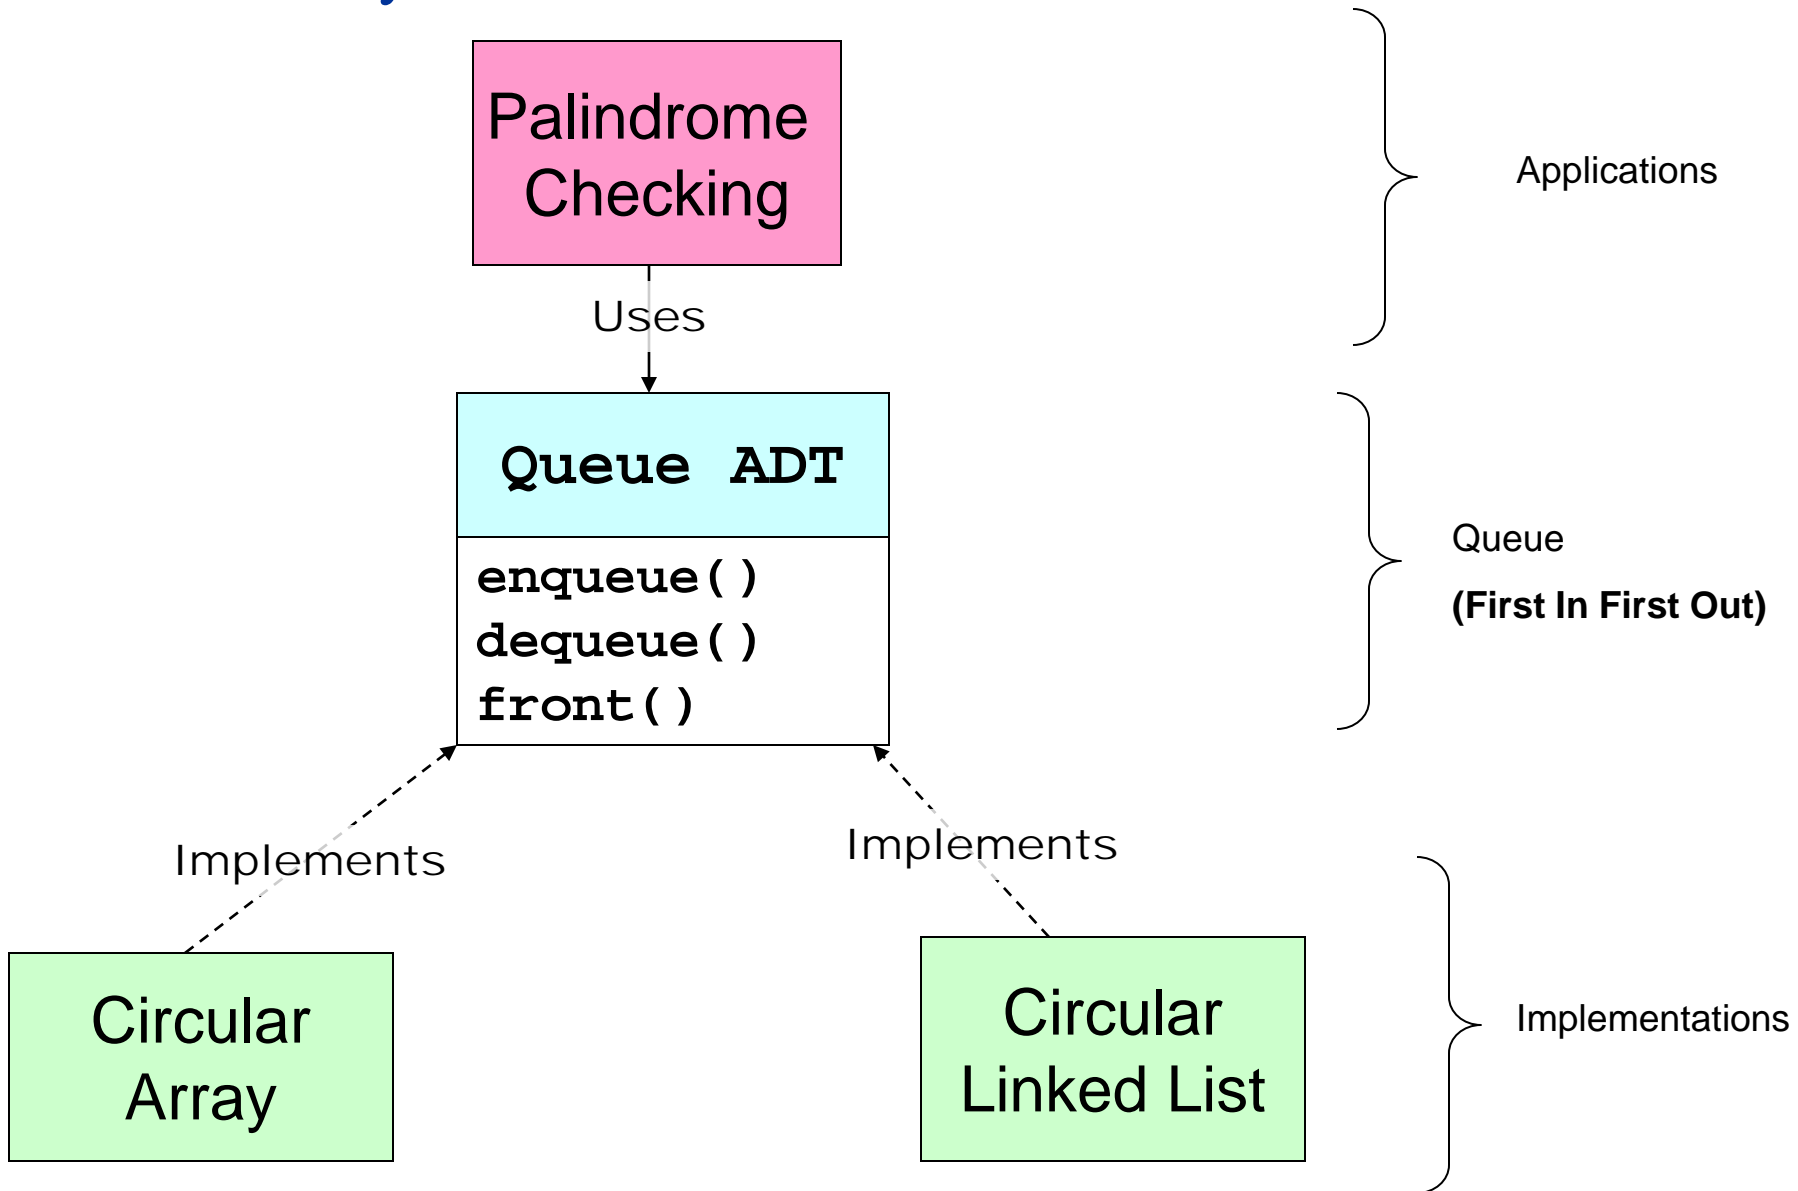 Palindrome
Checking
Applications
Uses
Queue ADT
enqueue()
dequeue()
front()
Queue
(First In First Out)
Implements
Implements
Circular
Array
Circular
Linked List
Implementations